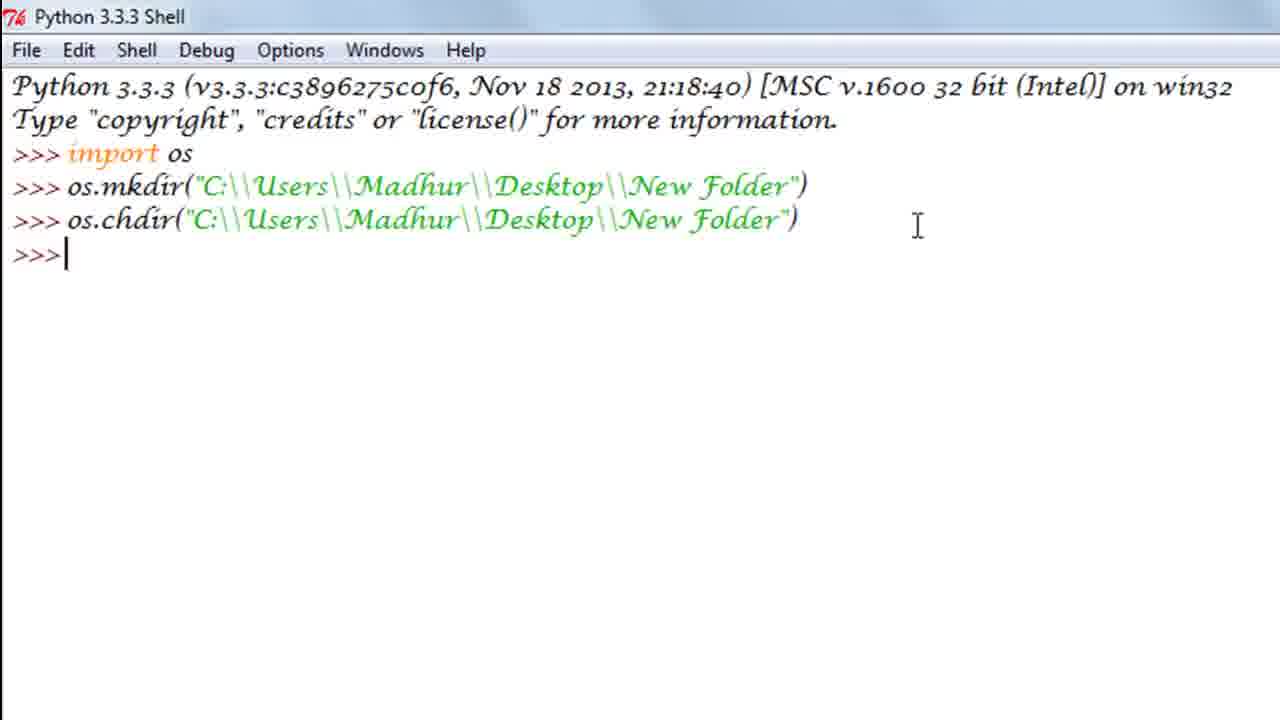 Python 3.3.3 Shell
File Edit Shell Debug Options Windows Help
Python 3.3.3 (v3.3.3:c3896275c0f6, Nov 18 2013, 21:18:40) [MSC v.1600 32 bit (Intel)] on win32
Type "copyright", "credits" or "license()" for more information.
>>> import os
>>> os.mkdir("C:\\Users\\Madhur\\Desktop\\New Folder")
>>> os.chdir("C:\\Users\\Madhur\\Desktop\\New Folder")
>>>